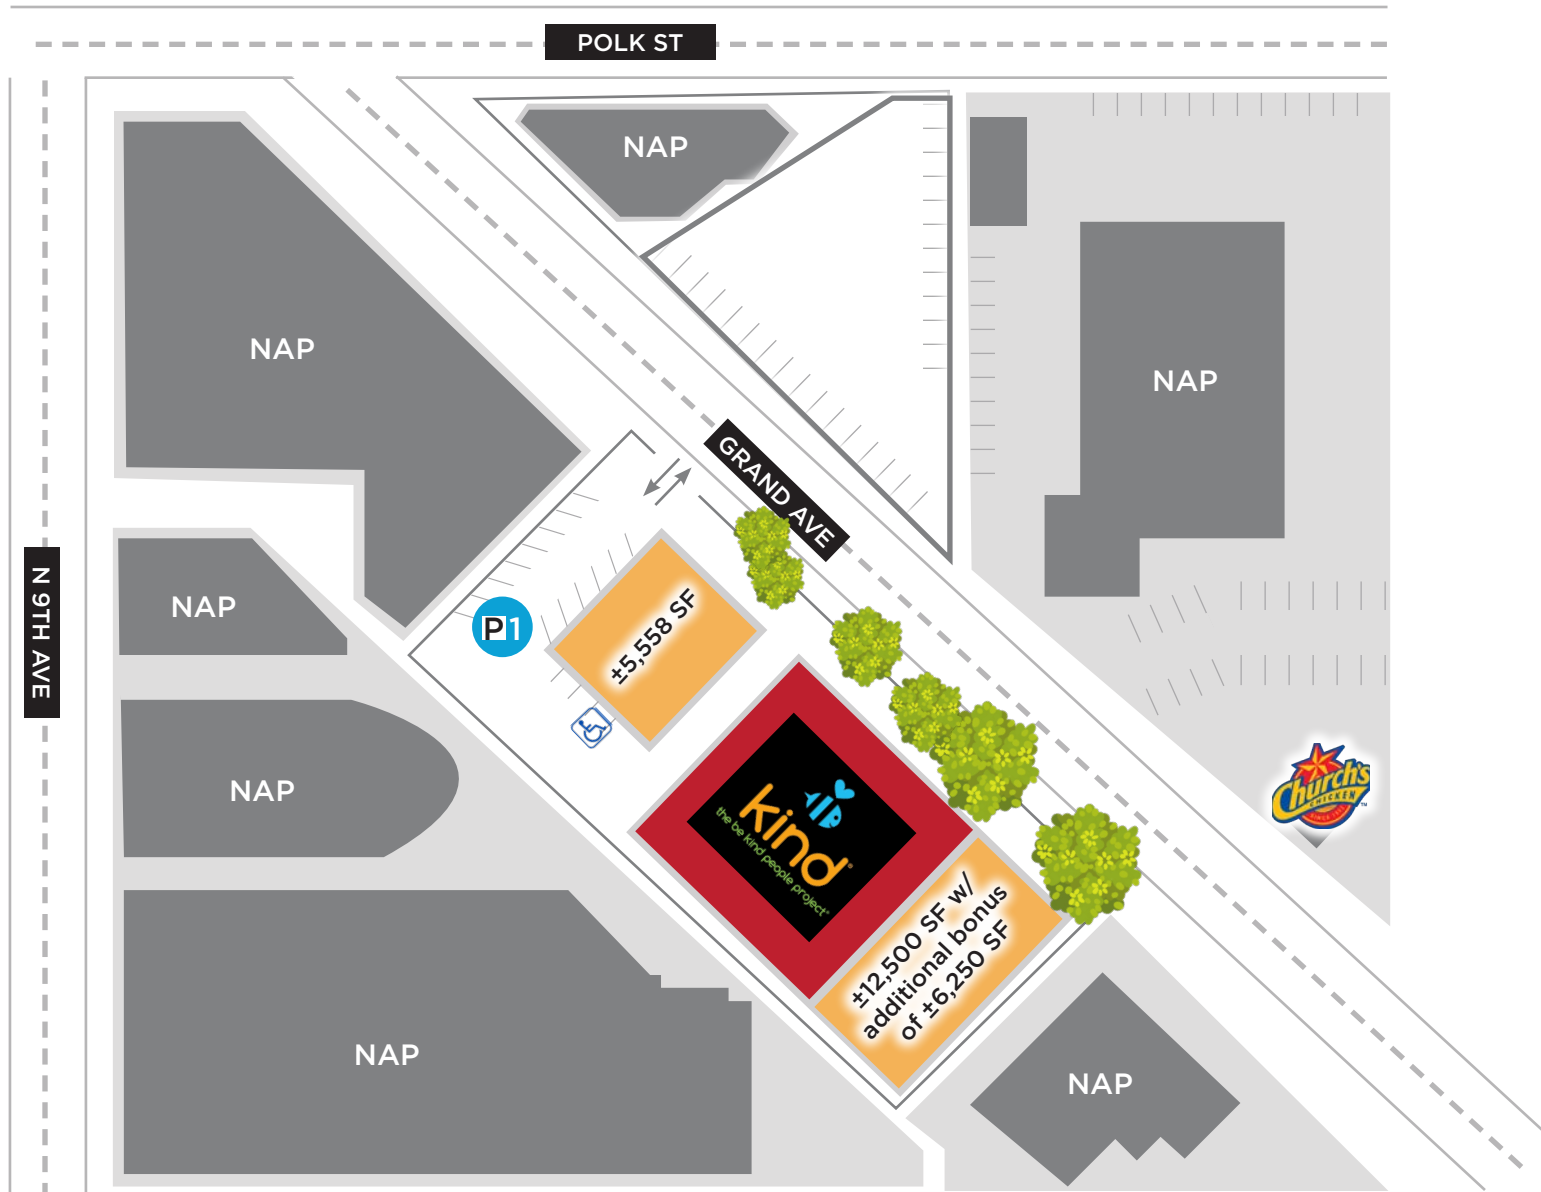 POLK ST
NAP
NAP
NAP
GRAND AVE
N 9TH AVE
NAP
P1
±5,558 SF
NAP
kind
the be kind people project®
Church's
CHICKEN
±12,500 SF w/
additional bonus
of ±6,250 SF
NAP
NAP